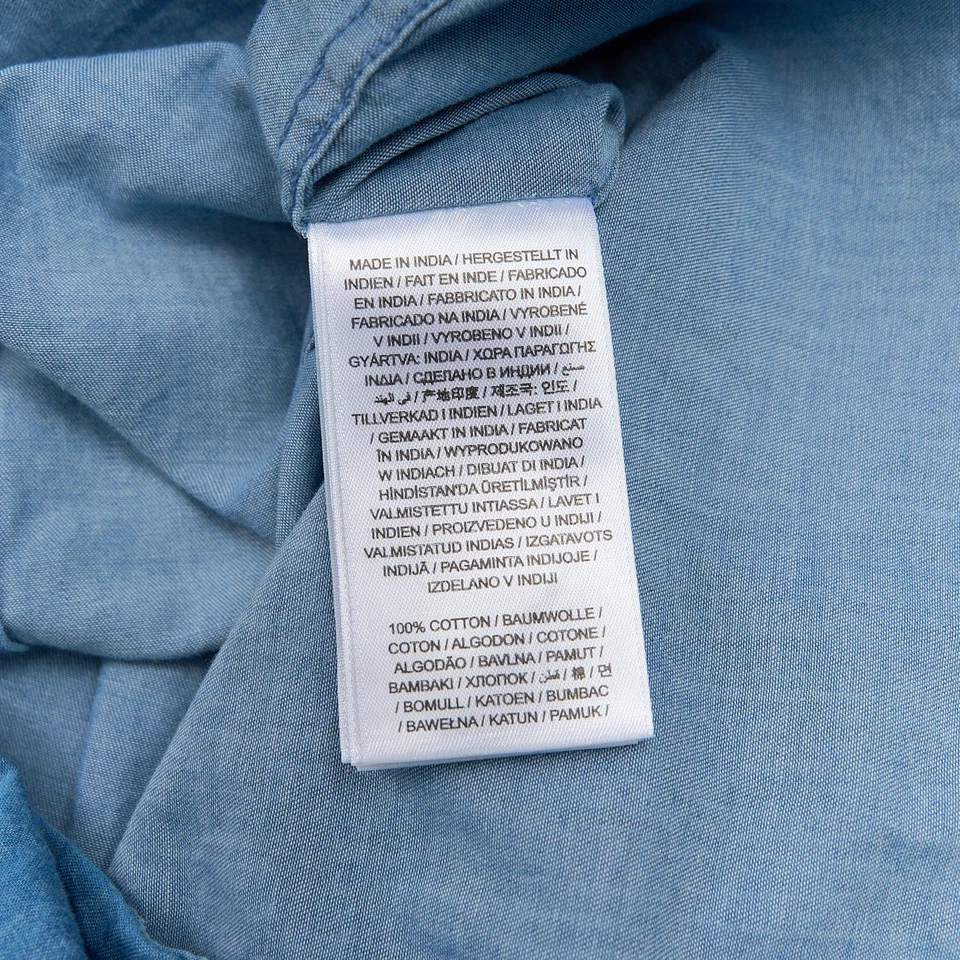 MADE IN INDIA / HERGESTELLT IN
INDIEN / FAIT EN INDE / FABRICADO
EN INDIA / FABBRICATO IN INDIA /
FABRICADO NA INDIA / VYROBENÉ
V INDII / VYROBENO V INDII /
GYÁRTVA: INDIA / ΧΩΡΑ ΠΑΡΑΓΩΓΗΣ
ΙΝΔΙΑ / СДЕЛАНО В ИНДИИ / صنع
في الهند / 产地印度 / 제조국: 인도 /
TILLVERKAD I INDIEN / LAGET I INDIA
/ GEMAAKT IN INDIA / FABRICAT
ÎN INDIA / WYPRODUKOWANO
W INDIACH / DIBUAT DI INDIA /
HİNDİSTAN'DA ÜRETİLMİŞTİR /
VALMISTETTU INTIASSA / LAVET I
INDIEN / PROIZVEDENO U INDIJI /
VALMISTATUD INDIAS / IZGATAVOTS
INDIJĀ / PAGAMINTA INDIJOJE /
IZDELANO V INDIJI
100% COTTON / BAUMWOLLE /
COTON / ALGODON / COTONE /
ALGODÃO / BAVLNA / PAMUT /
BAMBAKI / ХЛОПОК / قطن / 棉 / 면
/ BOMULL / KATOEN / BUMBAC
/ BAWEŁNA / KATUN / PAMUK /